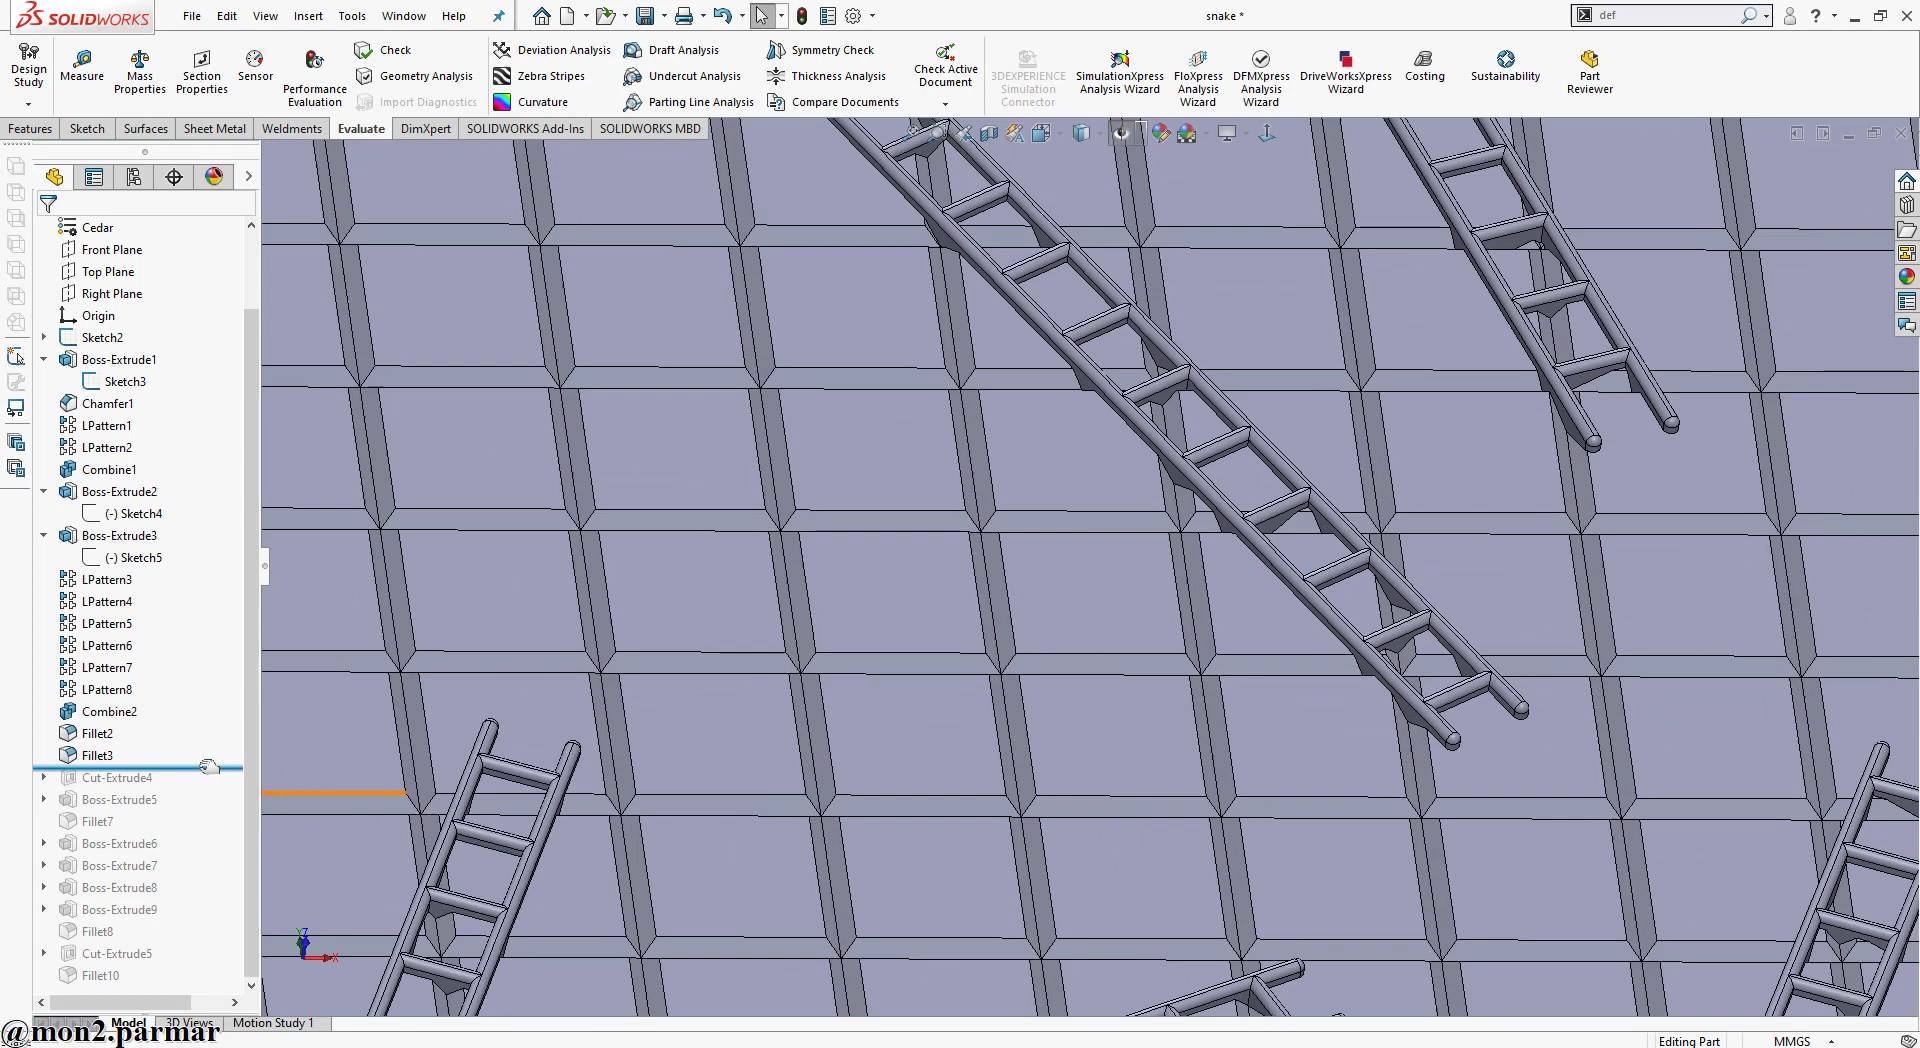 SOLIDWORKS File Edit View Insert Tools Window Help snake * def
Design Study Measure Mass Properties Section Properties Sensor Performance Evaluation
Check Deviation Analysis Draft Analysis Symmetry Check
Geometry Analysis Zebra Stripes Undercut Analysis Thickness Analysis
Import Diagnostics Curvature Parting Line Analysis Compare Documents
Check Active Document 3DEXPERIENCE Simulation Connector SimulationXpress Analysis Wizard FloXpress Analysis Wizard DFMXpress Analysis Wizard DriveWorksXpress Wizard Costing Sustainability Part Reviewer
Features Sketch Surfaces Sheet Metal Weldments Evaluate DimXpert SOLIDWORKS Add-Ins SOLIDWORKS MBD
Cedar
Front Plane
Top Plane
Right Plane
Origin
Sketch2
Boss-Extrude1
Sketch3
Chamfer1
LPattern1
LPattern2
Combine1
Boss-Extrude2
(-) Sketch4
Boss-Extrude3
(-) Sketch5
LPattern3
LPattern4
LPattern5
LPattern6
LPattern7
LPattern8
Combine2
Fillet2
Fillet3
Cut-Extrude4
Boss-Extrude5
Fillet7
Boss-Extrude6
Boss-Extrude7
Boss-Extrude8
Boss-Extrude9
Fillet8
Cut-Extrude5
Fillet10
Z
X
Model 3D Views Motion Study 1
@mon2.parmar
Editing Part MMGS